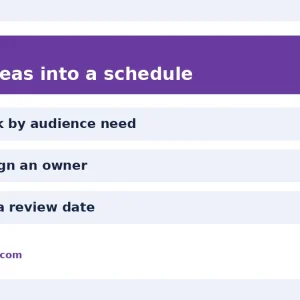 eas into a schedule
k by audience need
gn an owner
a review date
.com